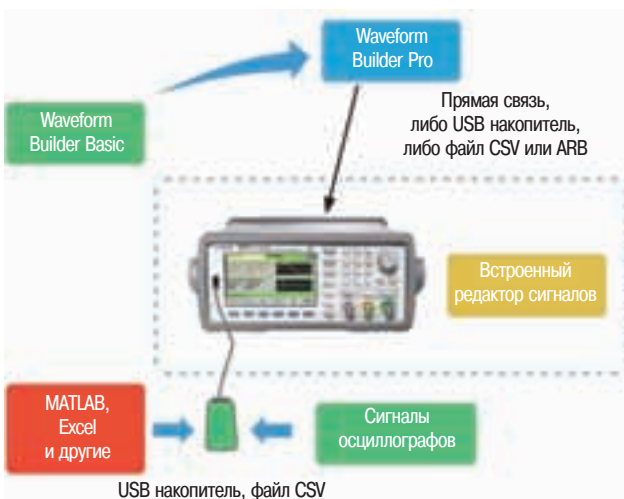 Waveform
Builder Pro
Waveform
Builder Basic
Прямая связь,
либо USB накопитель,
либо файл CSV или ARB
Встроенный
редактор сигналов
MATLAB,
Excel
и другие
Сигналы
осциллографов
USB накопитель, файл CSV